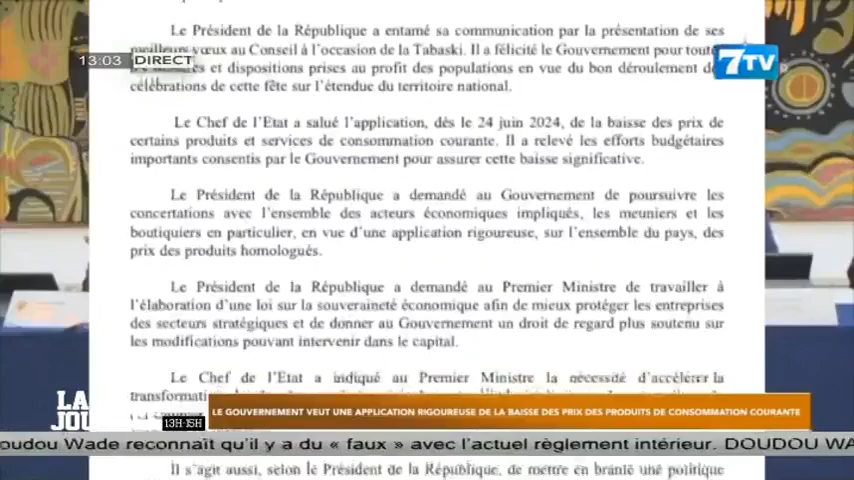 Le Président de la République a entamé sa communication par la présentation de ses
meilleurs vœux au Conseil à l'occasion de la Tabaski. Il a félicité le Gouvernement pour
7TV
13:03 DIRECT
et dispositions prises au profit des populations en vue du bon déroulement
célébrations de cette fête sur l'étendue du territoire national.
Le Chef de l'Etat a salué l'application, dès le 24 juin 2024, de la baisse des prix de
certains produits et services de consommation courante. Il a relevé les efforts budgétaires
importants consentis par le Gouvernement pour assurer cette baisse significative.
Le Président de la République a demandé au Gouvernement de poursuivre les
concertations avec l'ensemble des acteurs économiques impliqués, les meuniers et les
boutiquiers en particulier, en vue d'une application rigoureuse, sur l'ensemble du pays, des
prix des produits homologués.
Le Président de la République a demandé au Premier Ministre de travailler à
l'élaboration d'une loi sur la souveraineté économique afin de mieux protéger les entreprises
des secteurs stratégiques et de donner au Gouvernement un droit de regard plus soutenu sur
les modifications pouvant intervenir dans le capital.
Le Chef de l'Etat a indiqué au Premier Ministre la nécessité d'accélérer la
LA
JOU
13H-15H
LE GOUVERNEMENT VEUT UNE APPLICATION RIGOUREUSE DE LA BAISSE DES PRIX DES PRODUITS DE CONSOMMATION COURANTE
oudou Wade reconnaît qu'il y a du « faux » avec l'actuel règlement intérieur. DOUDOU WA
Il s'agit aussi, selon le Président de la République, de mettre en branle une politique